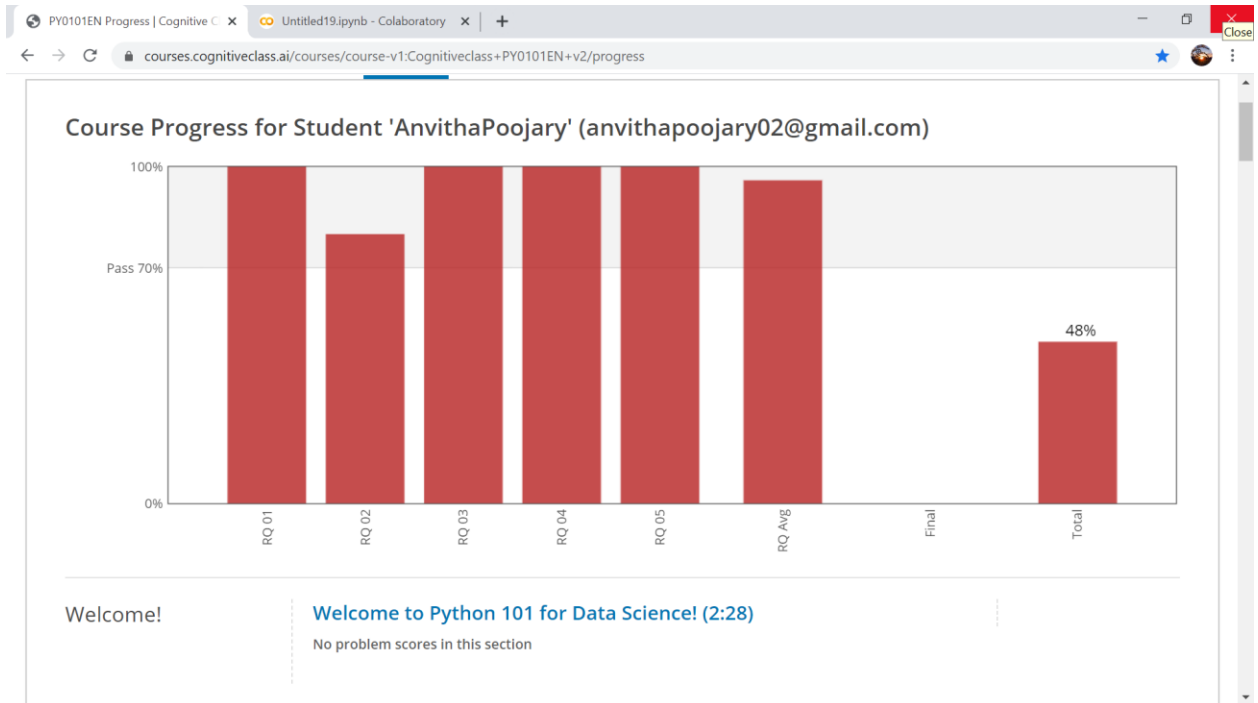 PY0101EN Progress | Cognitive C
Untitled19.ipynb - Colaboratory
Close
courses.cognitiveclass.ai/courses/course-v1:Cognitiveclass+PY0101EN+v2/progress
Course Progress for Student 'AnvithaPoojary' (anvithapoojary02@gmail.com)
100%
Pass 70%
48%
0%
RQ 01
RQ 02
RQ 03
RQ 04
RQ 05
RQ Avg
Final
Total
Welcome!
Welcome to Python 101 for Data Science! (2:28)
No problem scores in this section